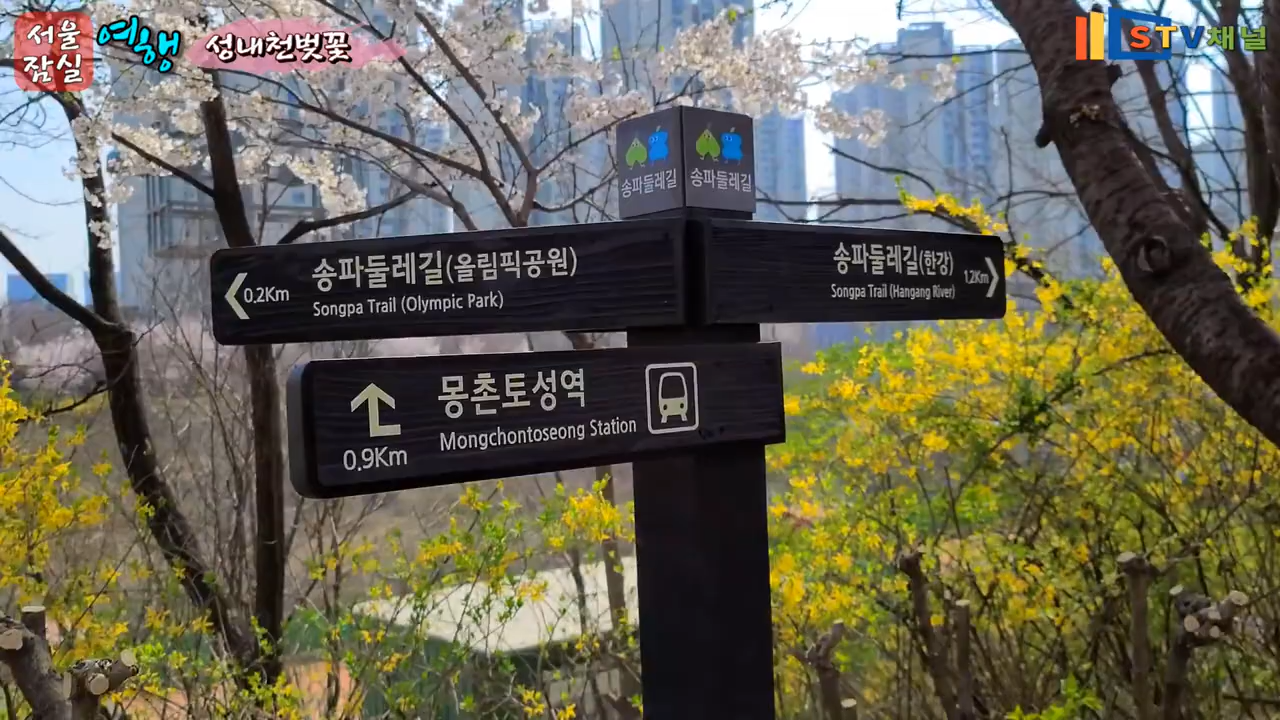 서울
잠실
여행
성내천벚꽃
STV채널
송파둘레길
송파둘레길
0.2Km
송파둘레길(올림픽공원)
Songpa Trail (Olympic Park)
송파둘레길(한강)
Songpa Trail (Hangang River)
1.2Km
0.9Km
몽촌토성역
Mongchontoseong Station